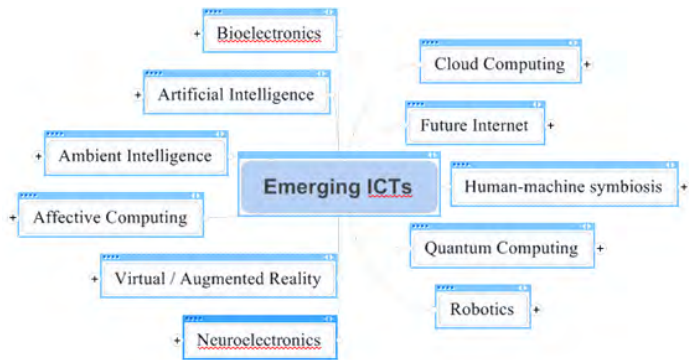 Bioelectronics
Artificial Intelligence
Ambient Intelligence
Affective Computing
Virtual / Augmented Reality
Neuroelectronics
Emerging ICTs
Cloud Computing
Future Internet
Human-machine symbiosis
Quantum Computing
Robotics